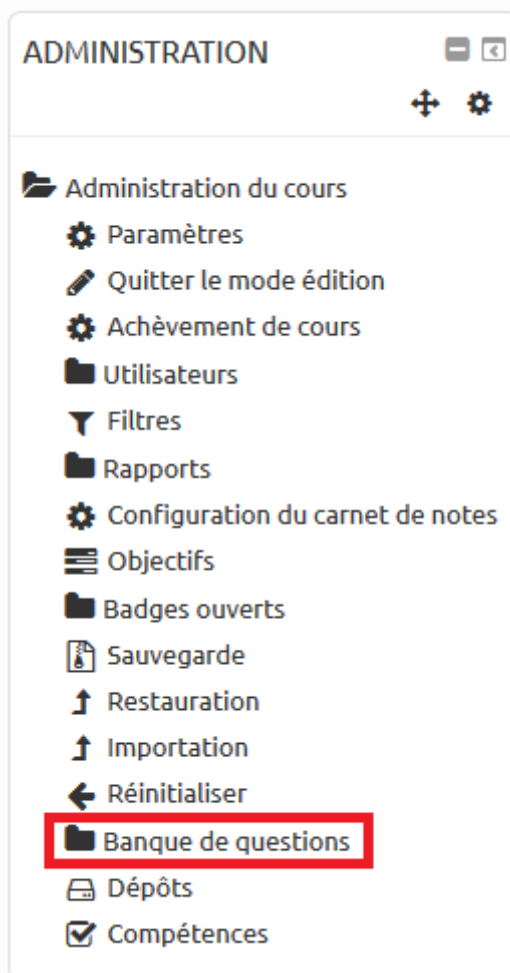 ADMINISTRATION
Administration du cours
Paramètres
Quitter le mode édition
Achèvement de cours
Utilisateurs
Filtres
Rapports
Configuration du carnet de notes
Objectifs
Badges ouverts
Sauvegarde
Restauration
Importation
Réinitialiser
Banque de questions
Dépôts
Compétences